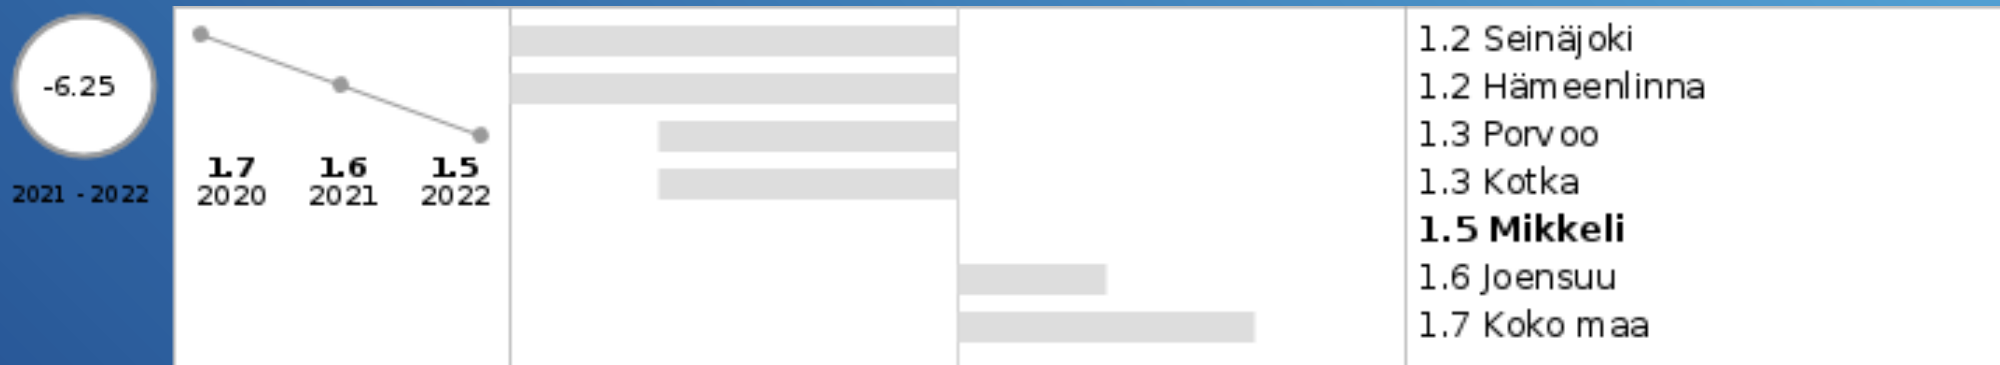 -6.25
2021 - 2022
1.7 1.6 1.5
2020 2021 2022
1.2 Seinäjoki
1.2 Hämeenlinna
1.3 Porvoo
1.3 Kotka
1.5 Mikkeli
1.6 Joensuu
1.7 Koko maa